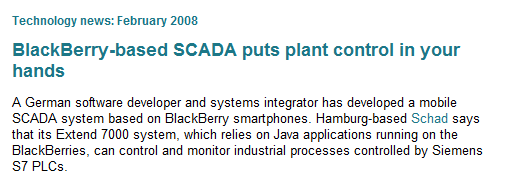 Technology news: February 2008
BlackBerry-based SCADA puts plant control in your
hands
A German software developer and systems integrator has developed a mobile
SCADA system based on BlackBerry smartphones. Hamburg-based Schad says
that its Extend 7000 system, which relies on Java applications running on the
BlackBerries, can control and monitor industrial processes controlled by Siemens
S7 PLCs.